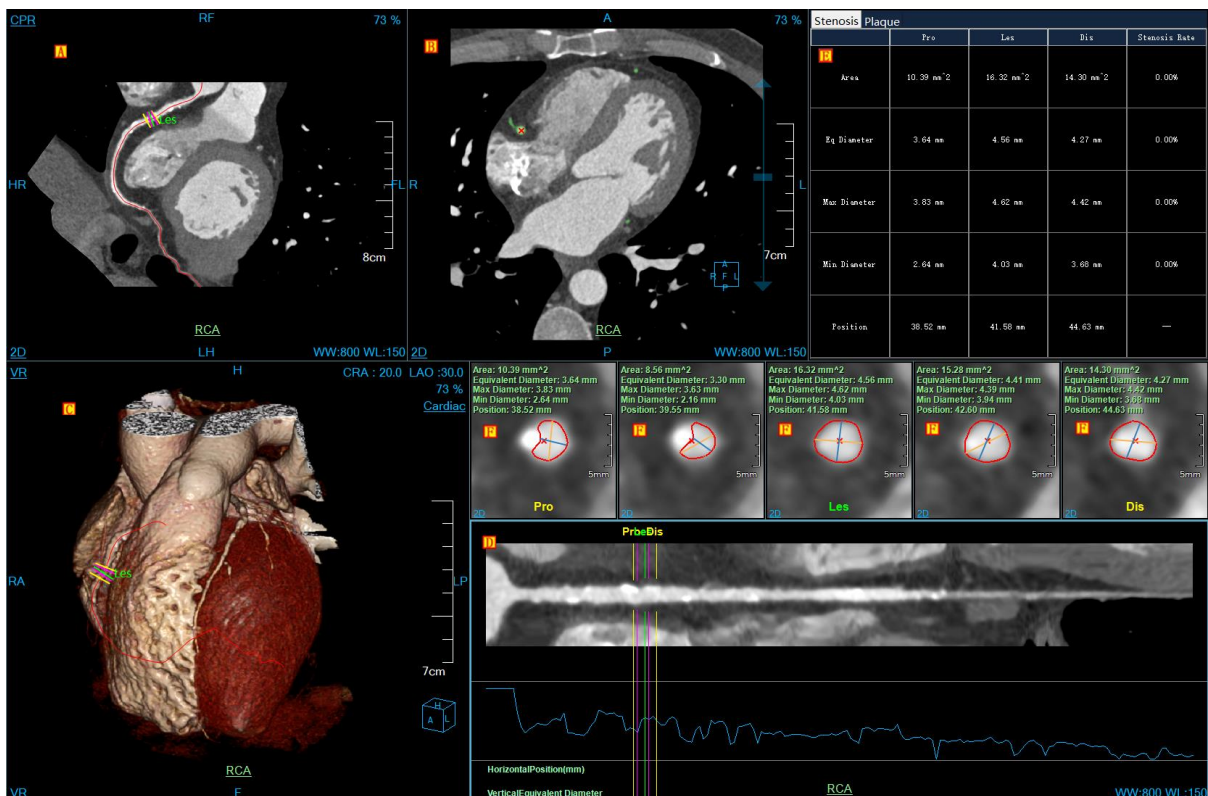 CPR
RF
73 %
A
Les
HR
FL
8cm
RCA
2D
LH
WW:800 WL:150
A
73 %
B
R
L
7cm
A
R F L
P
RCA
2D
P
WW:800 WL:150
Stenosis Plaque
E
Pro Les Dis Stenosis Rate
Area 10.39 mm^2 16.32 mm^2 14.30 mm^2 0.00%
Eq Diameter 3.64 mm 4.56 mm 4.27 mm 0.00%
Max Diameter 3.83 mm 4.62 mm 4.42 mm 0.00%
Min Diameter 2.64 mm 4.03 mm 3.68 mm 0.00%
Position 38.52 mm 41.58 mm 44.63 mm —
VR
H
CRA : 20.0 LAO :30.0
73 %
Cardiac
C
Les
RA
LP
7cm
H
A L
RCA
VR
F
Area: 10.39 mm^2
Equivalent Diameter: 3.64 mm
Max Diameter: 3.83 mm
Min Diameter: 2.64 mm
Position: 38.52 mm
F
5mm
Pro
2D
Area: 8.56 mm^2
Equivalent Diameter: 3.30 mm
Max Diameter: 3.63 mm
Min Diameter: 2.16 mm
Position: 39.55 mm
F
5mm
2D
Area: 16.32 mm^2
Equivalent Diameter: 4.56 mm
Max Diameter: 4.62 mm
Min Diameter: 4.03 mm
Position: 41.58 mm
F
5mm
Les
2D
Area: 15.28 mm^2
Equivalent Diameter: 4.41 mm
Max Diameter: 4.39 mm
Min Diameter: 3.94 mm
Position: 42.60 mm
F
5mm
2D
Area: 14.30 mm^2
Equivalent Diameter: 4.27 mm
Max Diameter: 4.42 mm
Min Diameter: 3.68 mm
Position: 44.63 mm
F
5mm
Dis
2D
D
Pro Les Dis
HorizontalPosition(mm)
VerticalEquivalent Diameter
RCA
WW:800 WL:150